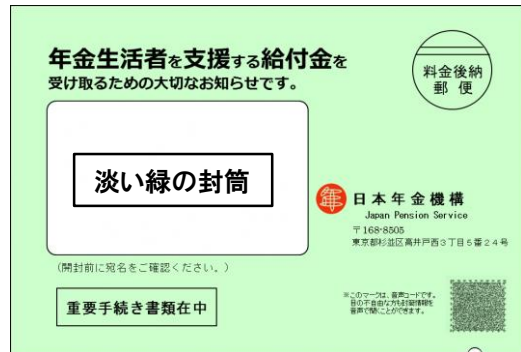 年金生活者を支援する給付金を
受け取るための大切なお知らせです。
料金後納
郵便
淡い緑の封筒
年
日本年金機構
Japan Pension Service
〒168-8505
東京都杉並区高井戸西3丁目5番24号
(開封前に宛名をご確認ください。)
重要手続き書類在中
※このマークは、音声コードです。
目の不自由な方も封筒情報を
音声で聞くことができます。